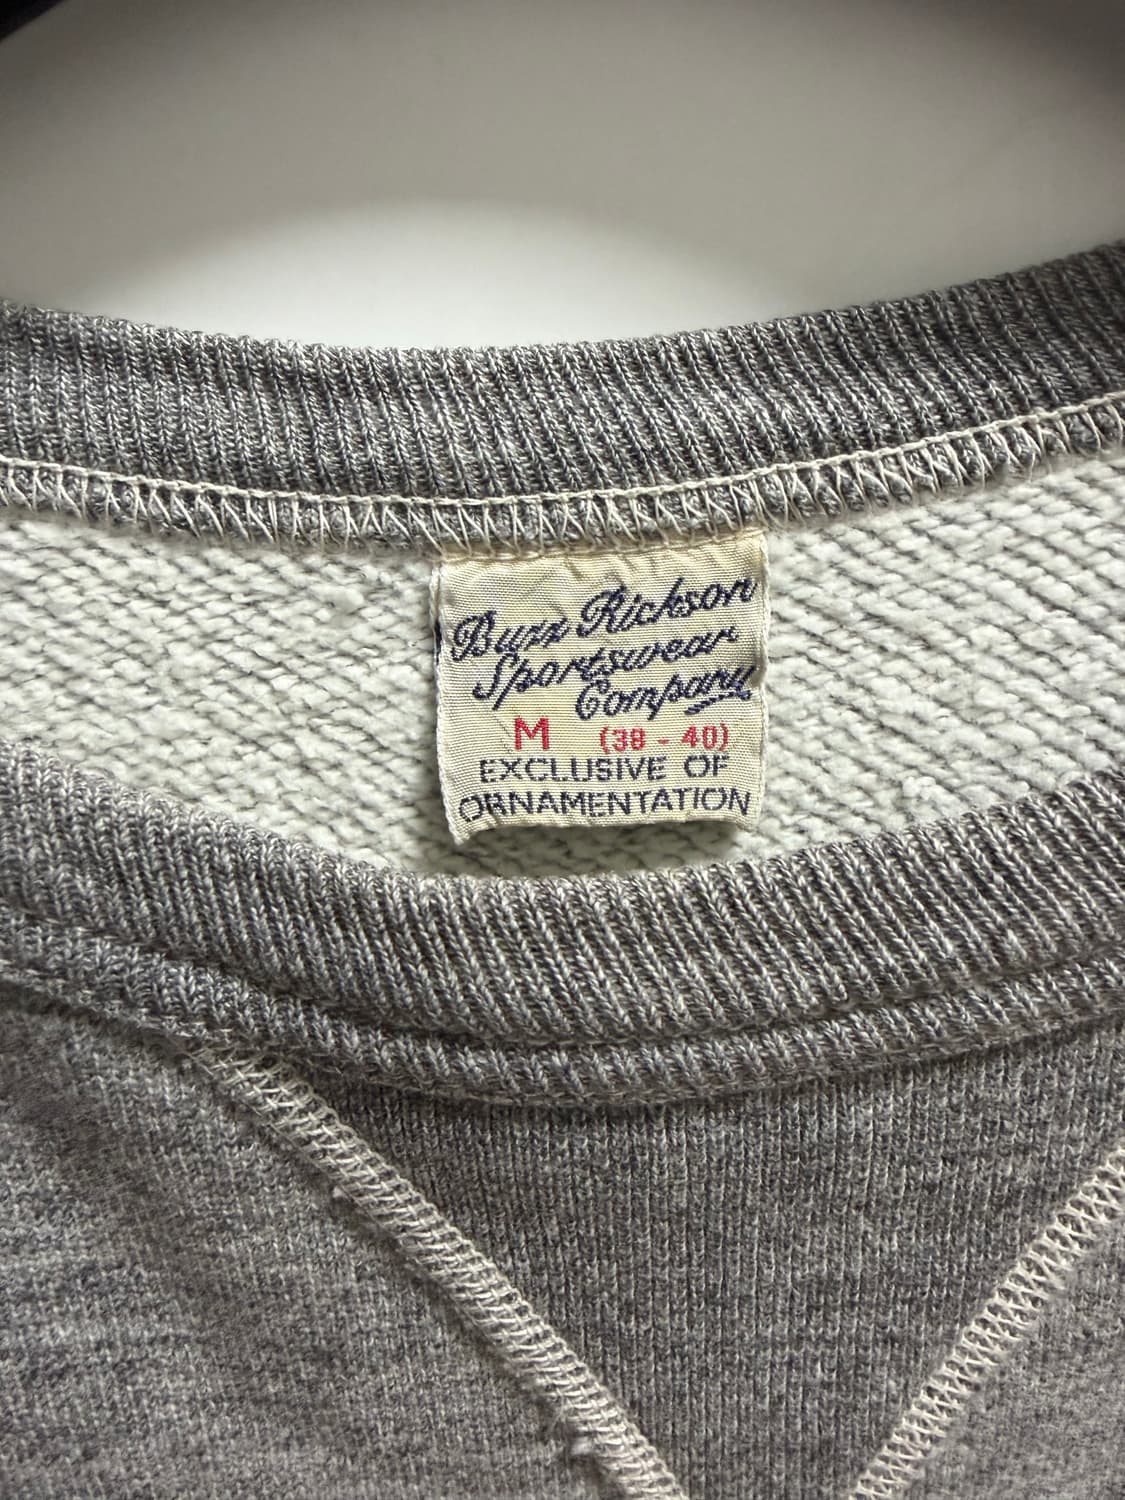 Buzz Rickson
Sportswear
Company
M (38 - 40)
EXCLUSIVE OF
ORNAMENTATION